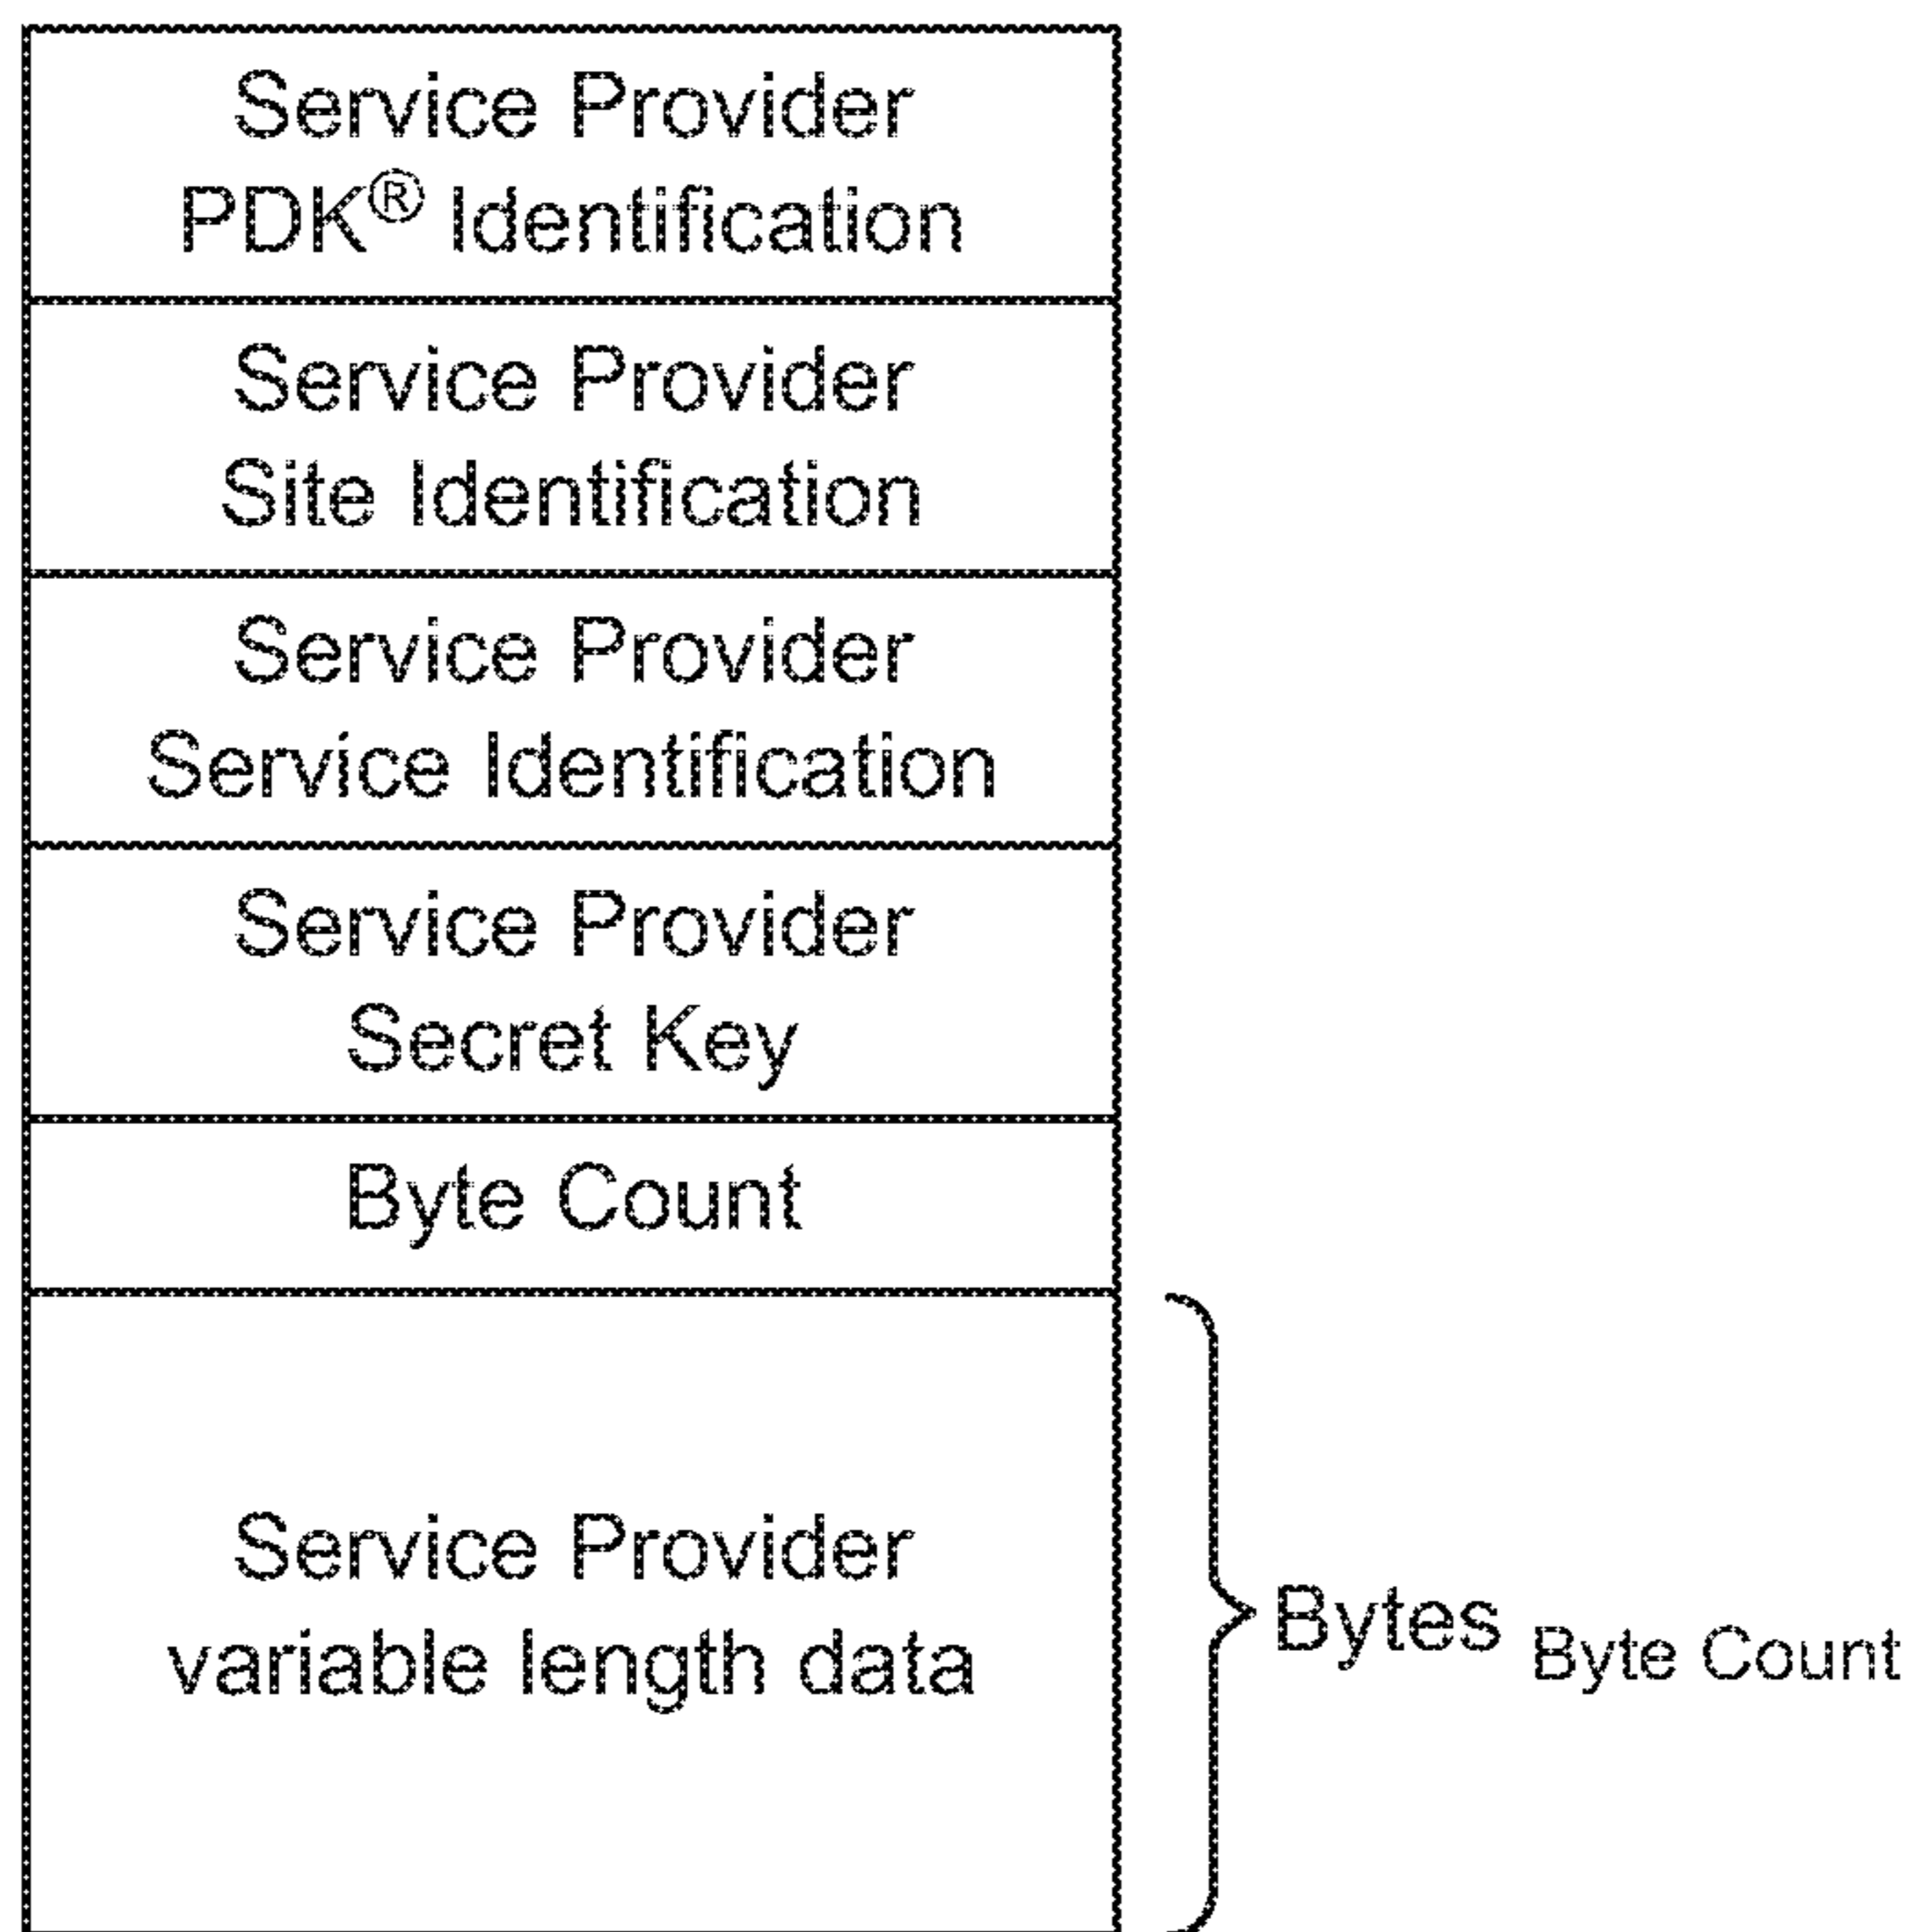 Service Provider
PDK® Identification
Service Provider
Site Identification
Service Provider
Service Identification
Service Provider
Secret Key
Byte Count
Service Provider
variable length data
Bytes Byte Count